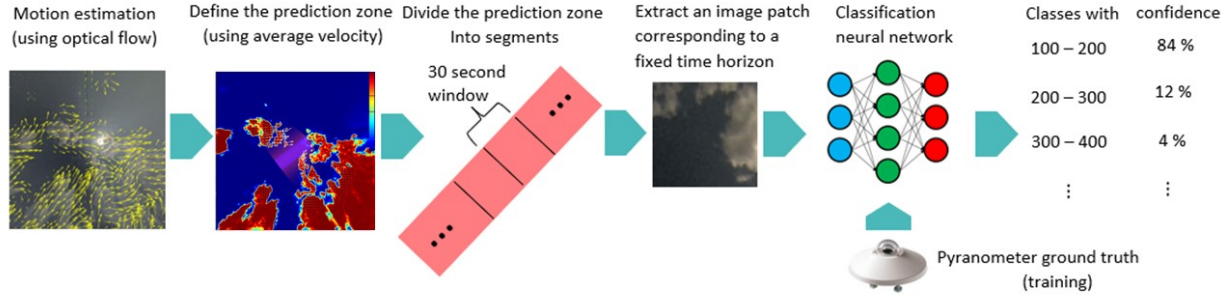 Motion estimation
(using optical flow)
Define the prediction zone
(using average velocity)
Divide the prediction zone
Into segments
30 second
window
Extract an image patch
corresponding to a
fixed time horizon
Classification
neural network
Classes with confidence
100 – 200 84 %
200 – 300 12 %
300 – 400 4 %
Pyranometer ground truth
(training)